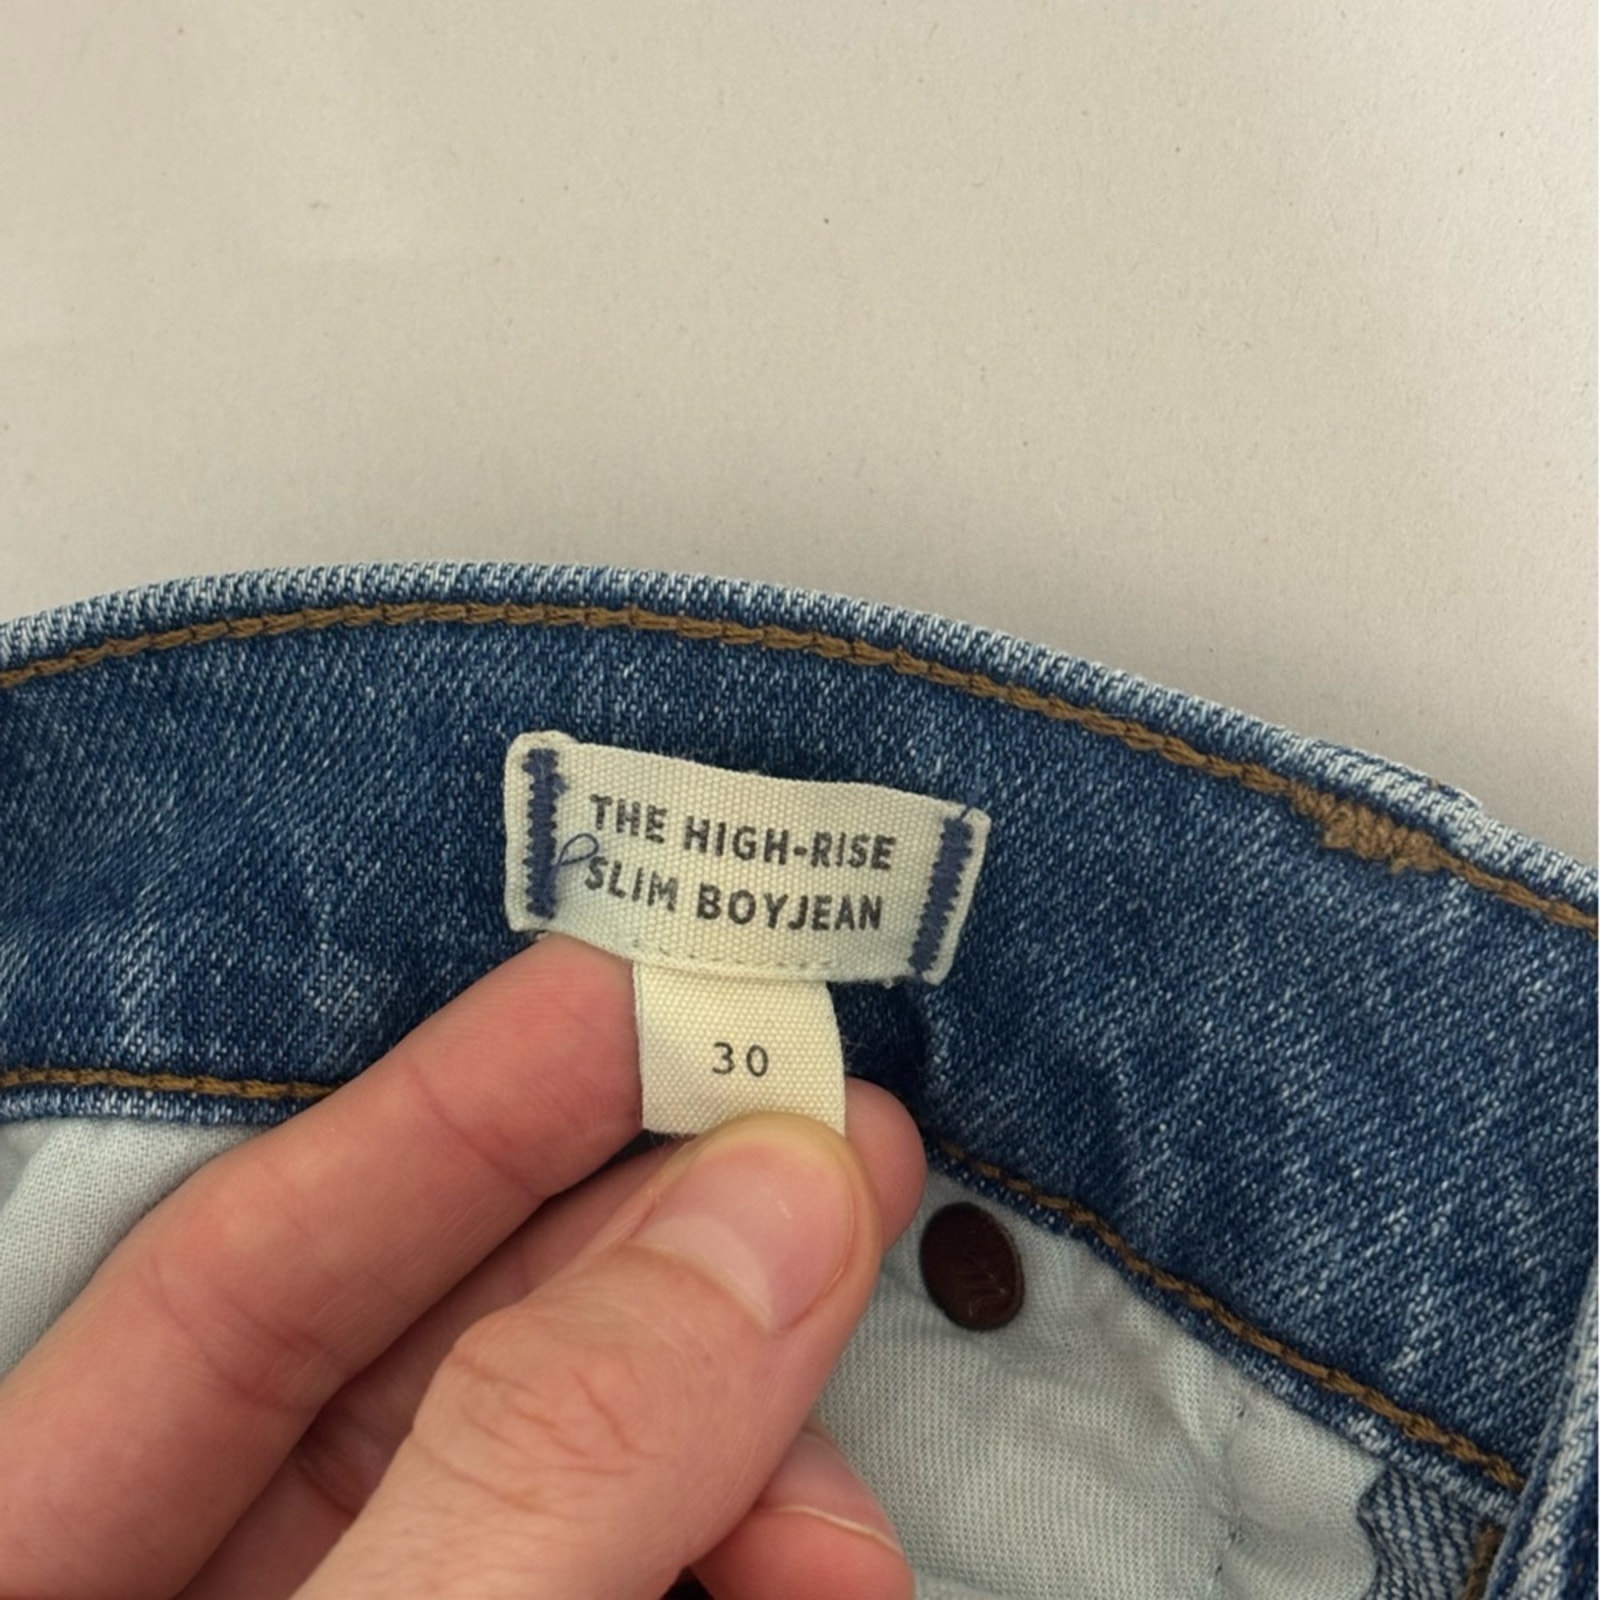 THE HIGH-RISE
SLIM BOYJEAN
30